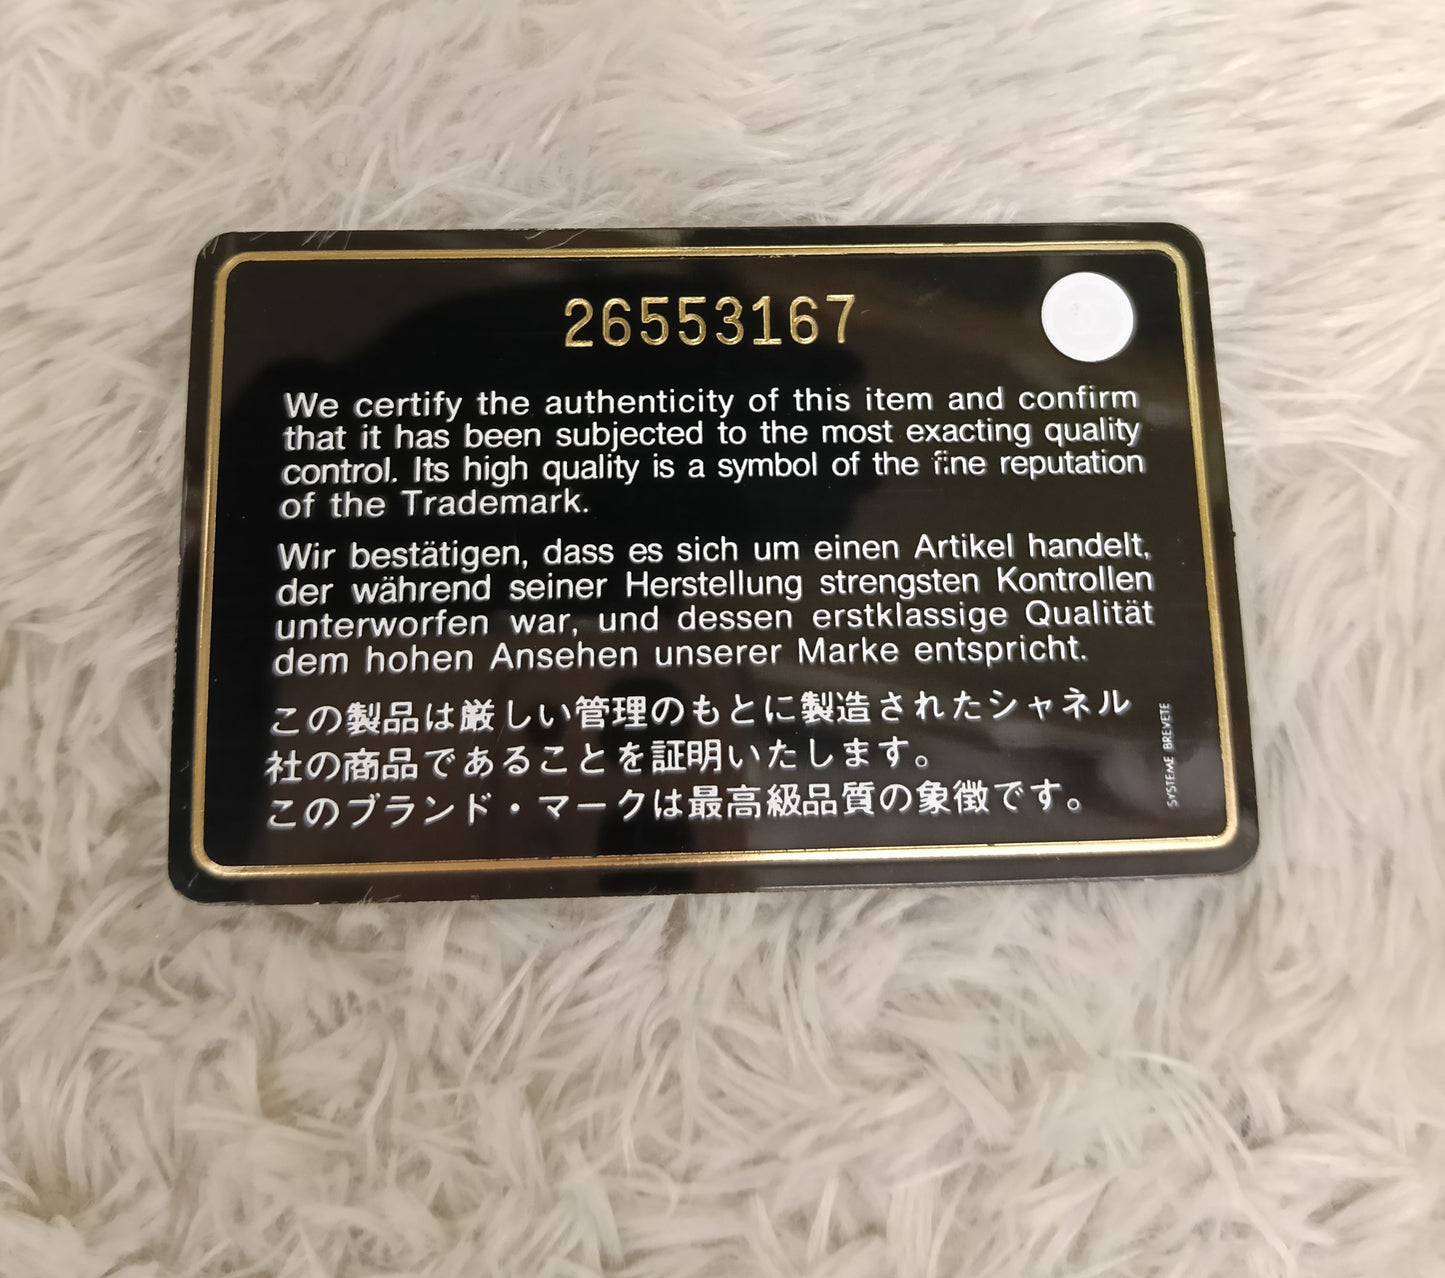 26553167
We certify the authenticity of this item and confirm
that it has been subjected to the most exacting quality
control. Its high quality is a symbol of the fine reputation
of the Trademark.
Wir bestätigen, dass es sich um einen Artikel handelt,
der während seiner Herstellung strengsten Kontrollen
unterworfen war, und dessen erstklassige Qualität
dem hohen Ansehen unserer Marke entspricht.
この製品は厳しい管理のもとに製造されたシャネル
社の商品であることを証明いたします。
このブランド・マークは最高級品質の象徴です。
SYSTEME BREVETE